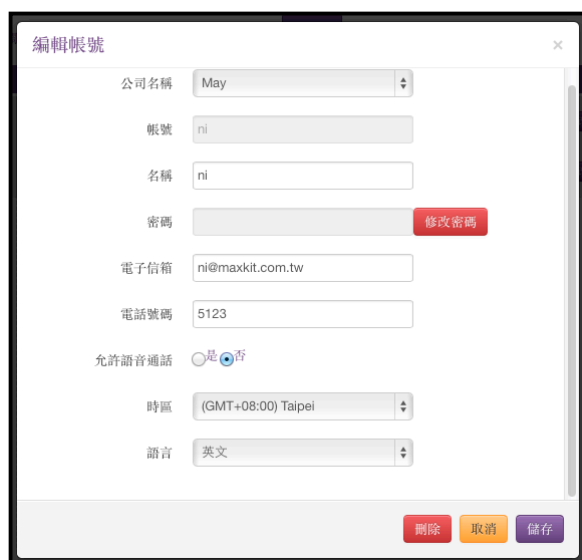 編輯帳號 ×
公司名稱 May
帳號 ni
名稱 ni
密碼 修改密碼
電子信箱 ni@maxkit.com.tw
電話號碼 5123
允許語音通話 是 否
時區 (GMT+08:00) Taipei
語言 英文
刪除 取消 儲存